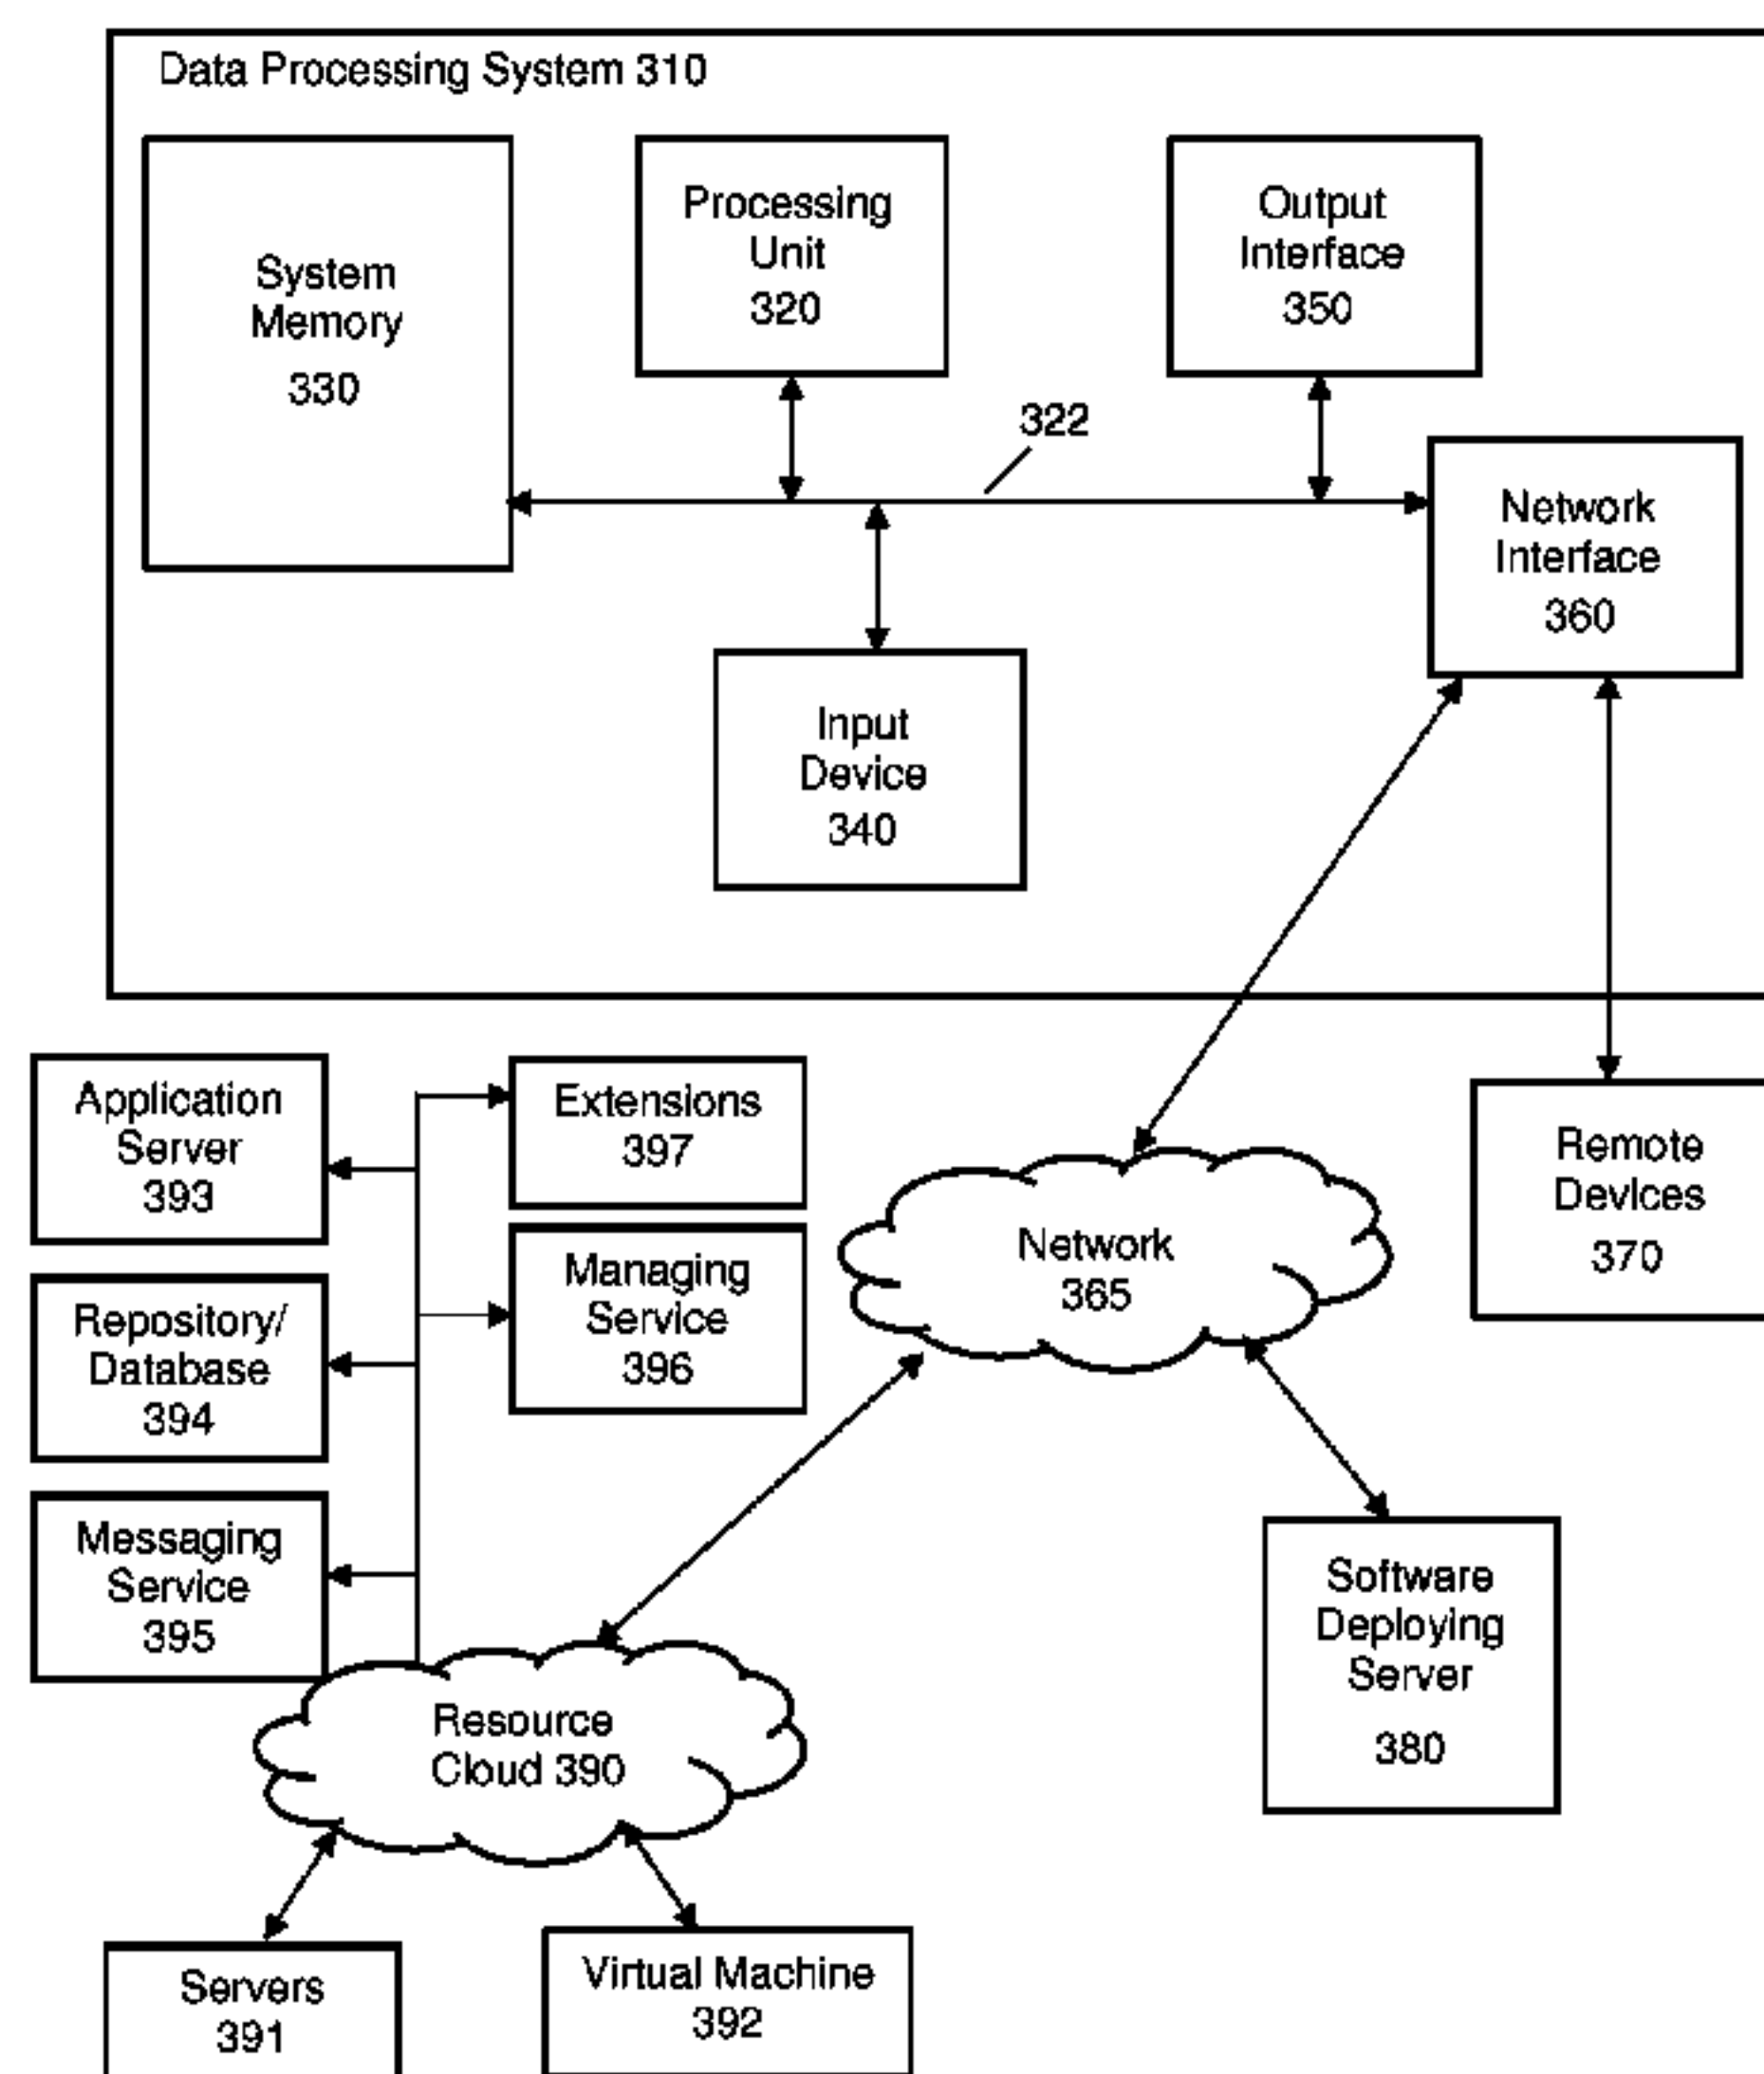 Data Processing System 310
System
Memory
330
Processing
Unit
320
Output
Interface
350
322
Network
Interface
360
Input
Device
340
Application
Server
393
Extensions
397
Repository/
Database
394
Managing
Service
396
Messaging
Service
395
Network
365
Remote
Devices
370
Software
Deploying
Server
380
Resource
Cloud 390
Servers
391
Virtual Machine
392